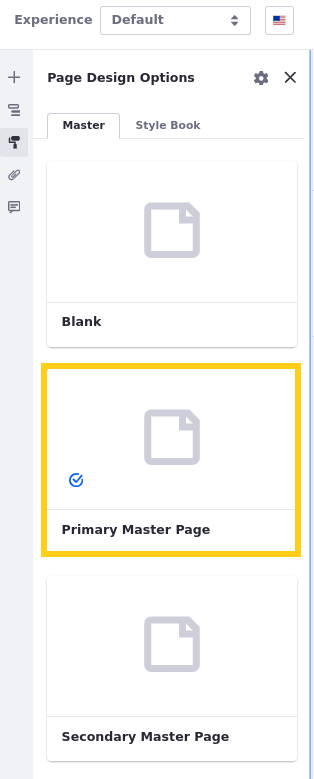 Experience Default
Page Design Options
Master Style Book
Blank
Primary Master Page
Secondary Master Page